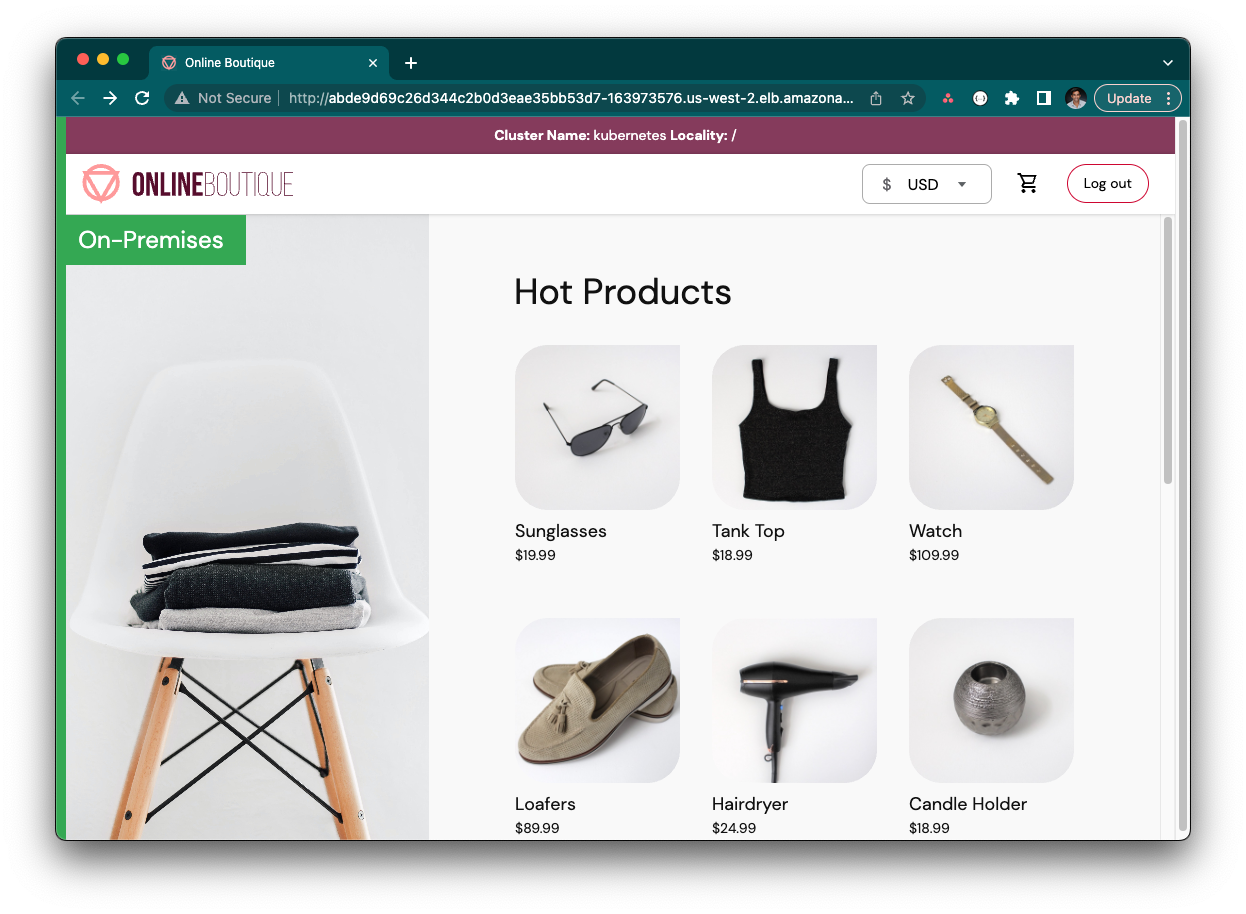 Online Boutique
Not Secure
http://abde9d69c26d344c2b0d3eae35bb53d7-163973576.us-west-2.elb.amazona...
Update
Cluster Name: kubernetes Locality: /
ONLINEBOUTIQUE
$ USD
Log out
On-Premises
Hot Products
Sunglasses
$19.99
Tank Top
$18.99
Watch
$109.99
Loafers
$89.99
Hairdryer
$24.99
Candle Holder
$18.99